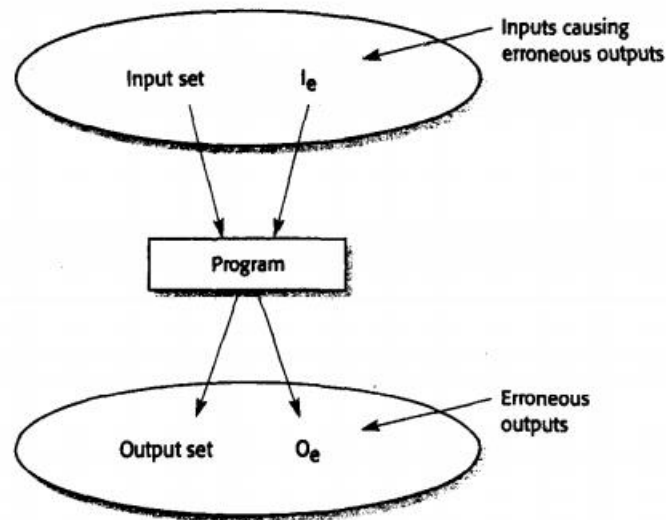 Inputs causing
erroneous outputs
Input set
Ie
Program
Erroneous
outputs
Output set
Oe